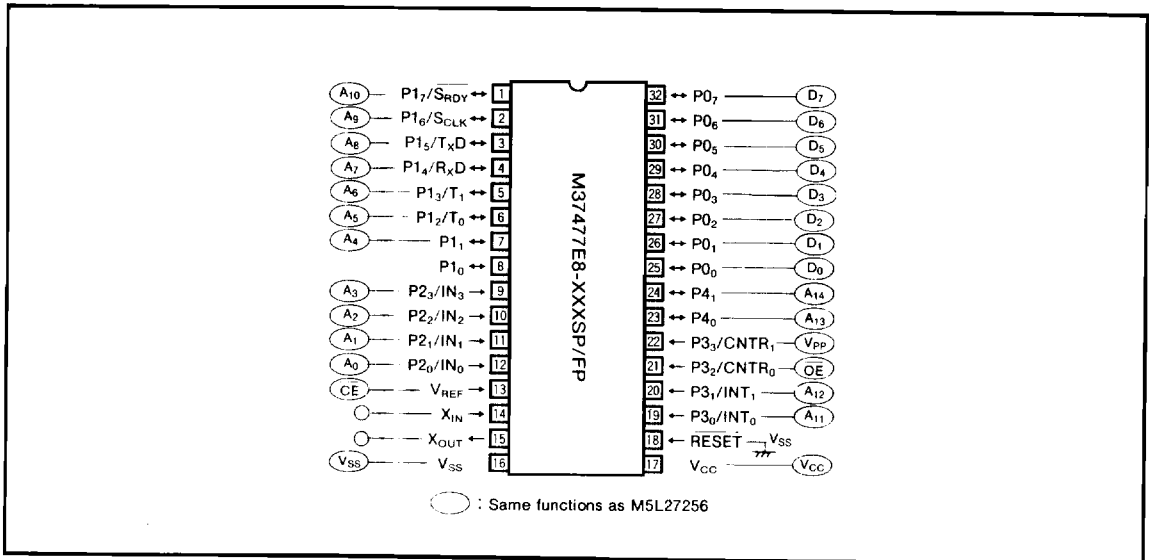 A10 P17/SRDY ↔ 1
A9 P16/SCLK ↔ 2
A8 P15/TXD ↔ 3
A7 P14/RXD ↔ 4
A6 P13/T1 ↔ 5
A5 P12/T0 ↔ 6
A4 P11 ↔ 7
P10 ↔ 8
A3 P23/IN3 → 9
A2 P22/IN2 → 10
A1 P21/IN1 → 11
A0 P20/IN0 → 12
CE VREF → 13
XIN → 14
XOUT ← 15
VSS VSS 16
M37477E8-XXXSP/FP
32 ↔ P07 D7
31 ↔ P06 D6
30 ↔ P05 D5
29 ↔ P04 D4
28 ↔ P03 D3
27 ↔ P02 D2
26 ↔ P01 D1
25 ↔ P00 D0
24 ↔ P41 A14
23 ↔ P40 A13
22 ← P33/CNTR1 VPP
21 ← P32/CNTR0 OE
20 ← P31/INT1 A12
19 ← P30/INT0 A11
18 ← RESET VSS
17 VCC VCC
: Same functions as M5L27256